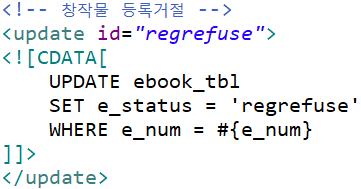 <!-- 창작물 등록거절 -->
<update id="regrefuse">
<![CDATA[
    UPDATE ebook_tbl
    SET e_status = 'regrefuse'
    WHERE e_num = #{e_num}
]]>
</update>